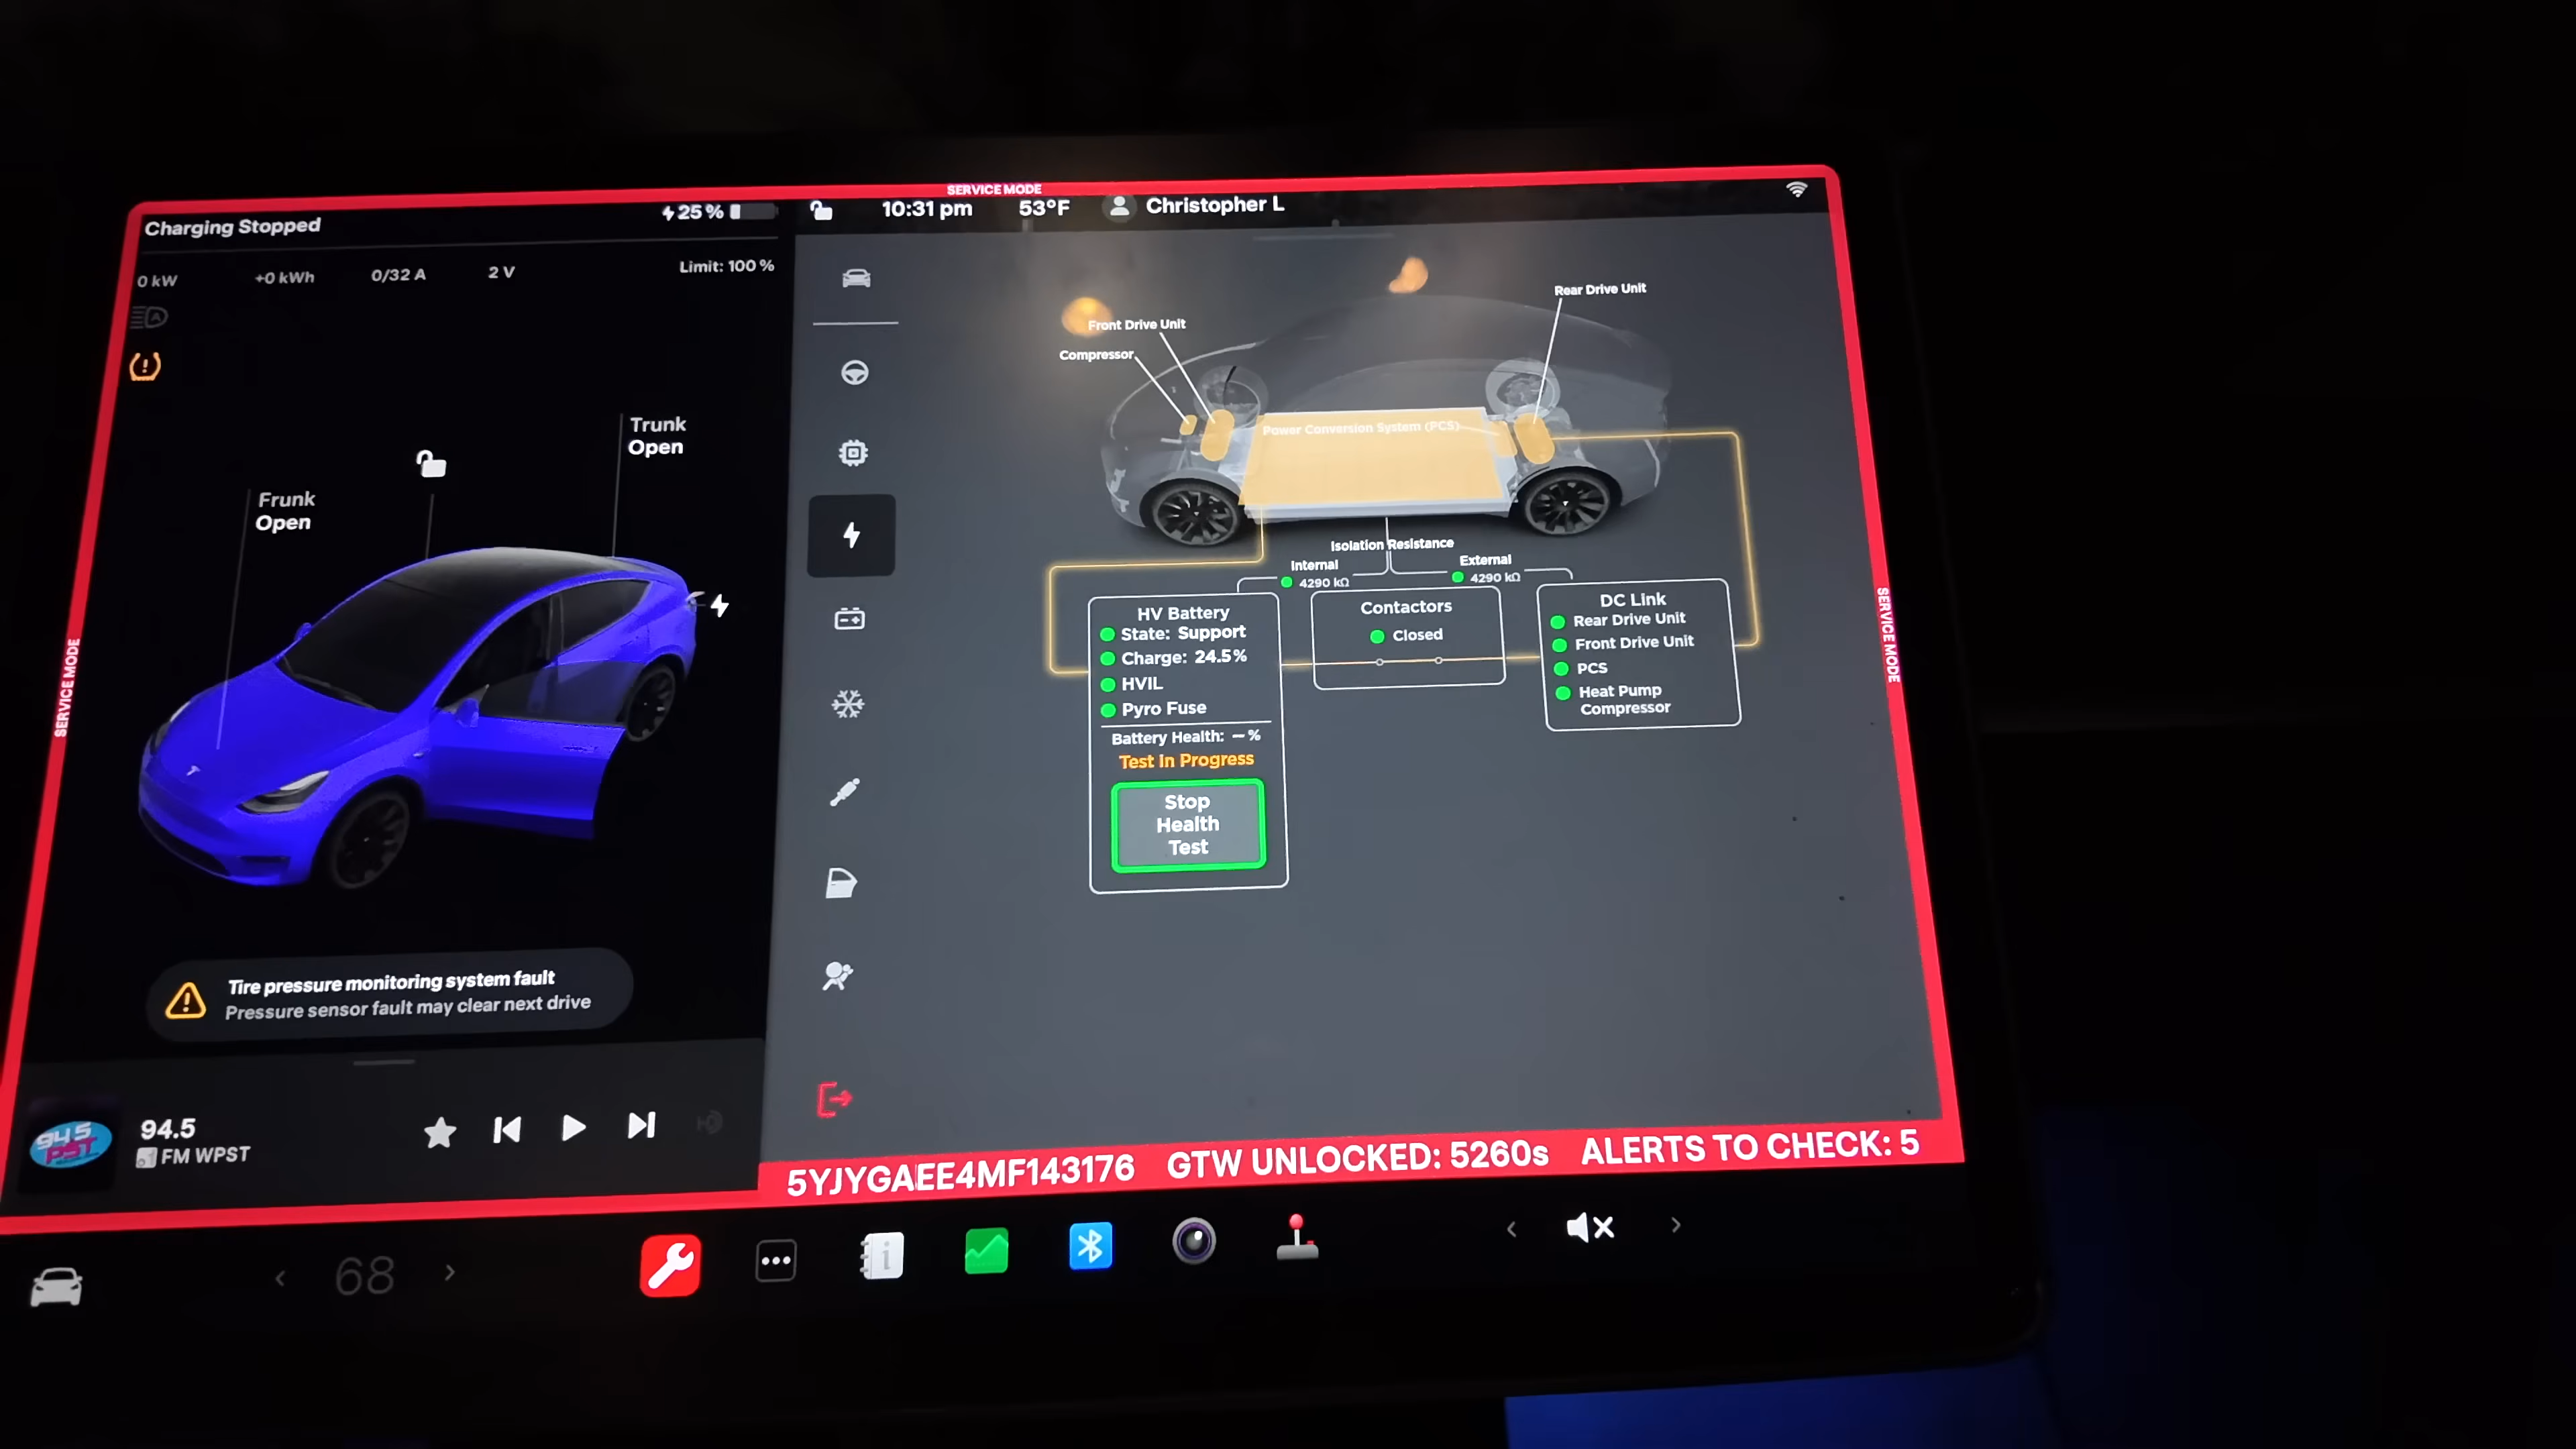 SERVICE MODE
Charging Stopped
25%
10:31 pm
53°F
Christopher L
0 kW
+0 kWh
0/32 A
2 V
Limit: 100 %
Trunk
Open
Frunk
Open
SERVICE MODE
Tire pressure monitoring system fault
Pressure sensor fault may clear next drive
94.5
PST
94.5
FM WPST
Rear Drive Unit
Front Drive Unit
Compressor
Power Conversion System (PCS)
Isolation Resistance
Internal
4290 kΩ
External
4290 kΩ
HV Battery
State: Support
Charge: 24.5%
HVIL
Pyro Fuse
Battery Health: – %
Test In Progress
Stop
Health
Test
Contactors
Closed
DC Link
Rear Drive Unit
Front Drive Unit
PCS
Heat Pump
Compressor
SERVICE MODE
5YJYGAEE4MF143176 GTW UNLOCKED: 5260s ALERTS TO CHECK: 5
68